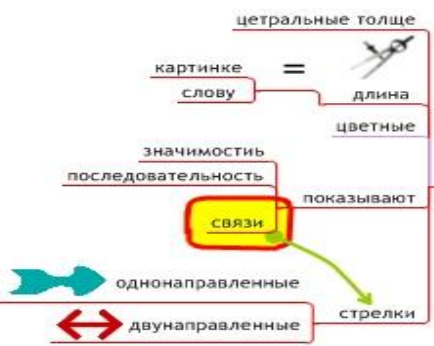 цетральные толще
картинке =
слову
длина
цветные
значимостиь
последовательность
показывают
связи
однонаправленные
стрелки
двунаправленные